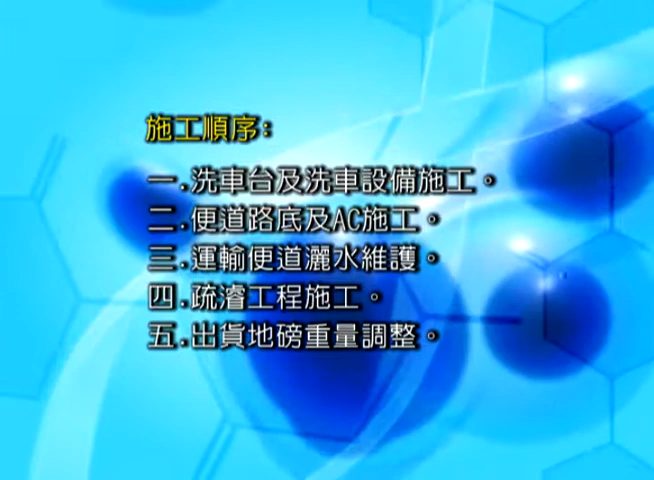 施工順序：
一.洗車台及洗車設備施工。
二.便道路底及AC施工。
三.運輸便道灑水維護。
四.疏濬工程施工。
五.出貨地磅重量調整。